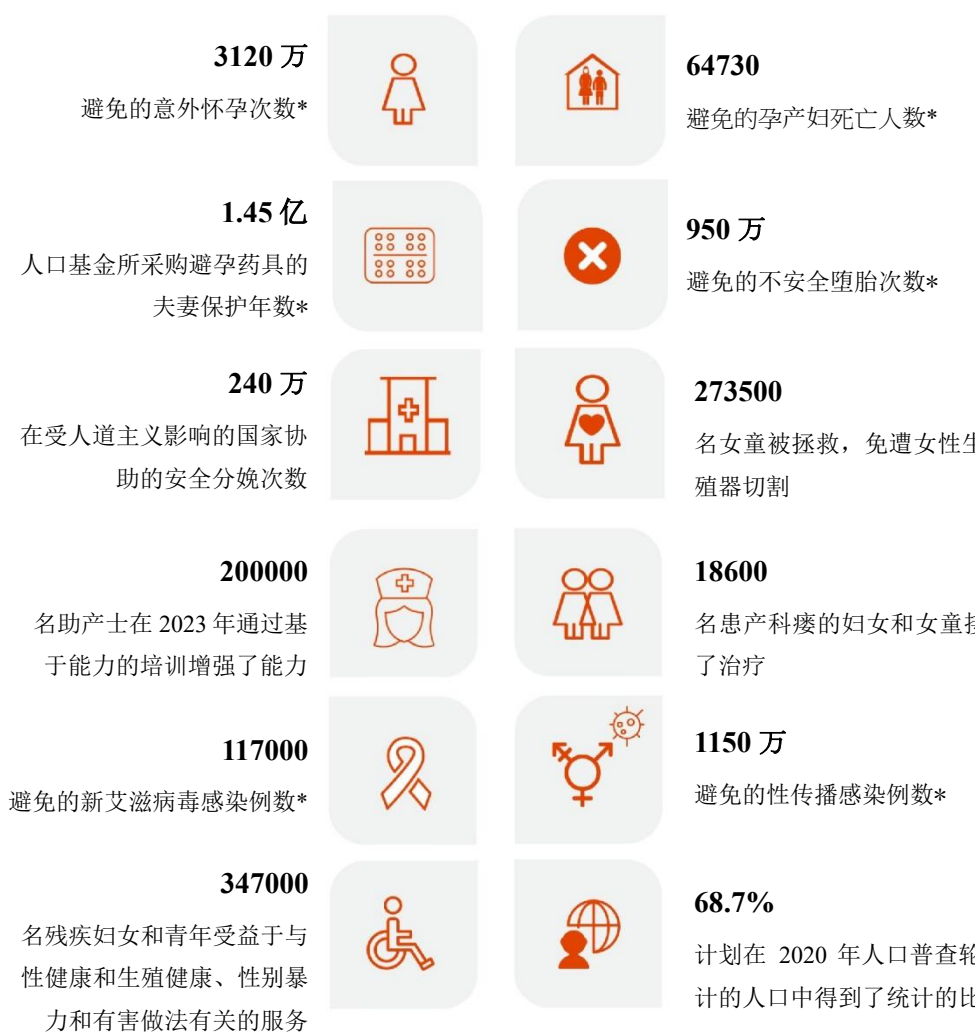 3120 万
避免的意外怀孕次数*
64730
避免的孕产妇死亡人数*
1.45 亿
人口基金所采购避孕药具的
夫妻保护年数*
950 万
避免的不安全堕胎次数*
240 万
在受人道主义影响的国家协
助的安全分娩次数
273500
名女童被拯救，免遭女性生
殖器切割
200000
名助产士在 2023 年通过基
于能力的培训增强了能力
18600
名患产科瘘的妇女和女童接
了治疗
117000
避免的新艾滋病毒感染例数*
1150 万
避免的性传播感染例数*
347000
名残疾妇女和青年受益于与
性健康和生殖健康、性别暴
力和有害做法有关的服务
68.7%
计划在 2020 年人口普查轮
计的人口中得到了统计的比